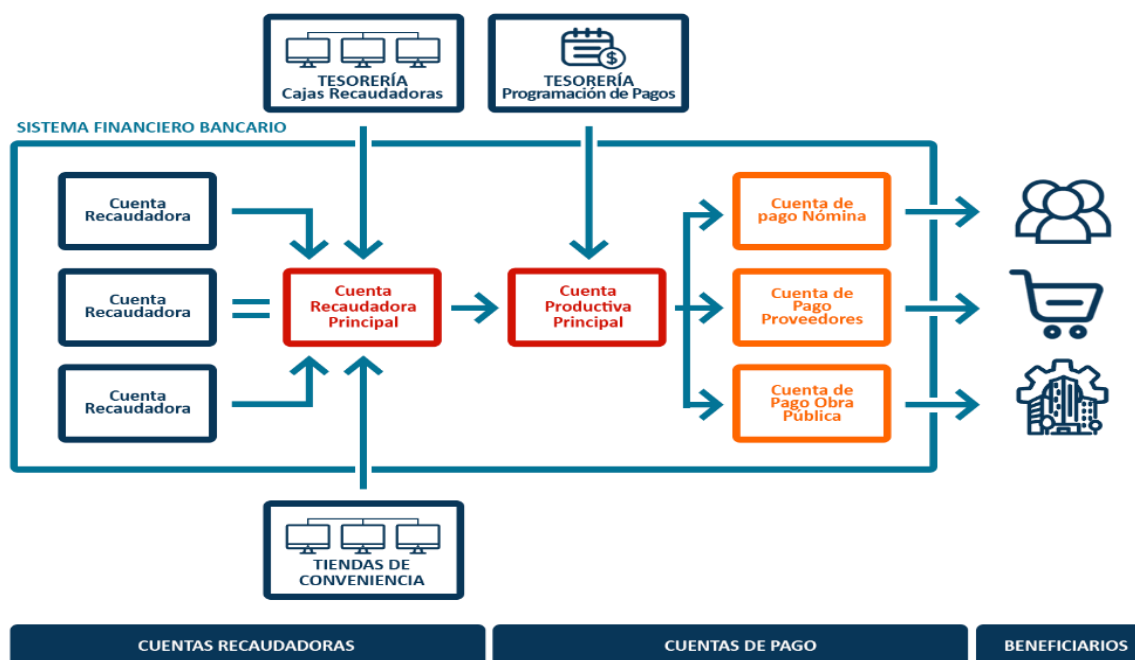 TESORERÍA
Cajas Recaudadoras
TESORERÍA
Programación de Pagos
SISTEMA FINANCIERO BANCARIO
Cuenta
Recaudadora
Cuenta
Recaudadora
Cuenta
Recaudadora
Cuenta
Recaudadora
Principal
Cuenta
Productiva
Principal
Cuenta de
pago Nómina
Cuenta de
Pago
Proveedores
Cuenta de
Pago Obra
Pública
$
TIENDAS DE
CONVENIENCIA
CUENTAS RECAUDADORAS
CUENTAS DE PAGO
BENEFICIARIOS